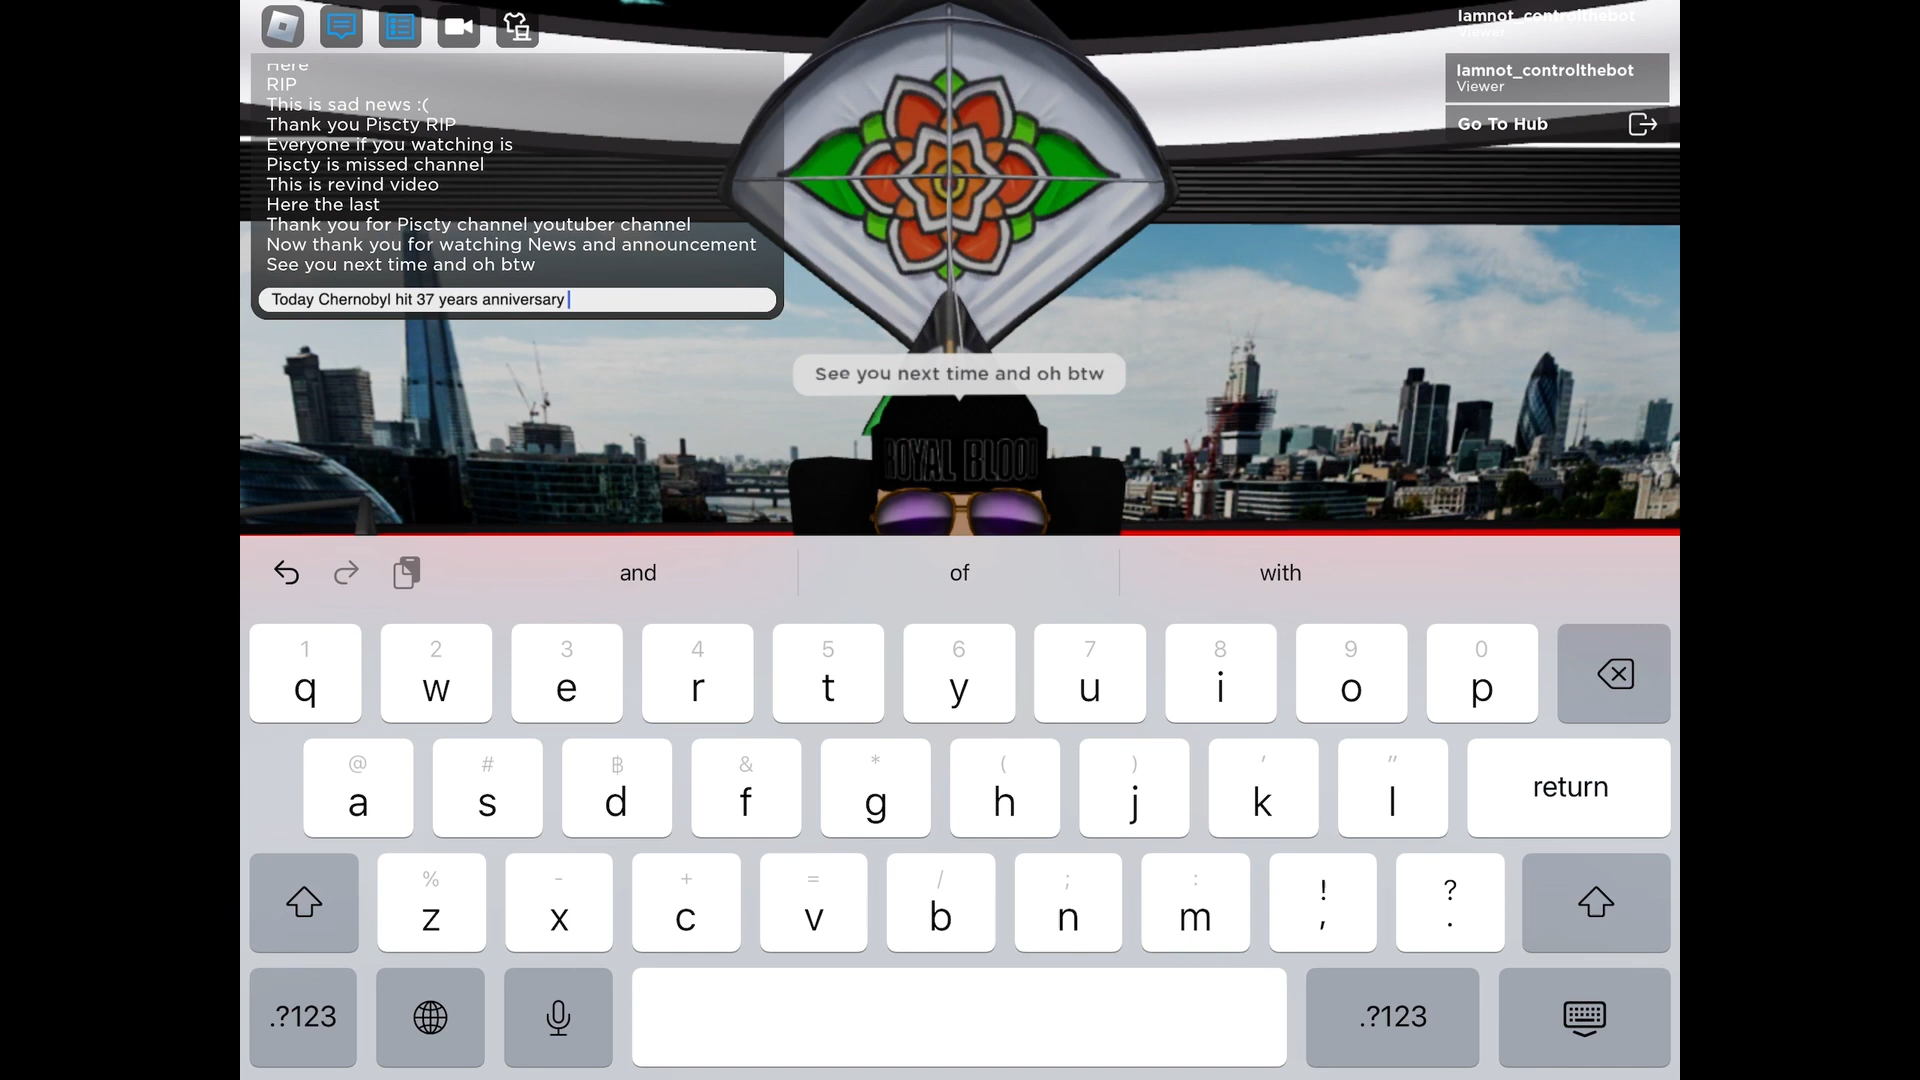 Here
RIP
This is sad news :(
Thank you Piscty RIP
Everyone if you watching is
Piscty is missed channel
This is revind video
Here the last
Thank you for Piscty channel youtuber channel
Now thank you for watching News and announcement
See you next time and oh btw
Today Chernobyl hit 37 years anniversary
Iamnot_controlthebot
Viewer
Iamnot_controlthebot
Viewer
Go To Hub
See you next time and oh btw
ROYAL BLOOD
and of with
1 2 3 4 5 6 7 8 9 0
q w e r t y u i o p
@ # ฿ & * ( ) ' "
a s d f g h j k l return
% - + = / ; : ! ?
z x c v b n m , .
.?123 .?123